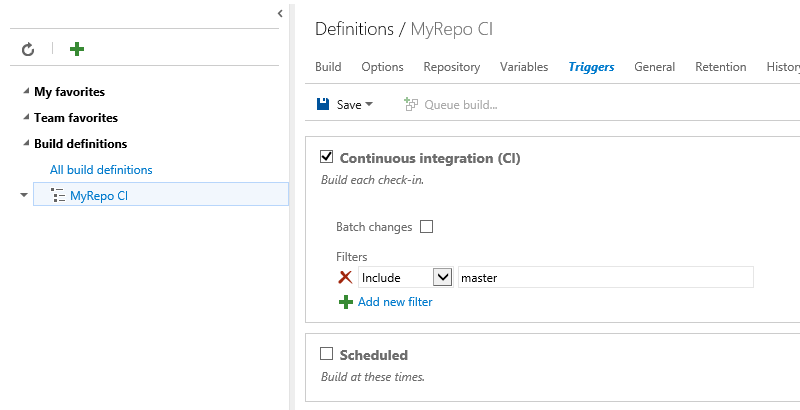 My favorites
Team favorites
Build definitions
All build definitions
MyRepo CI
Definitions / MyRepo CI
Build Options Repository Variables Triggers General Retention History
Save Queue build...
Continuous integration (CI)
Build each check-in.
Batch changes
Filters
Include master
Add new filter
Scheduled
Build at these times.